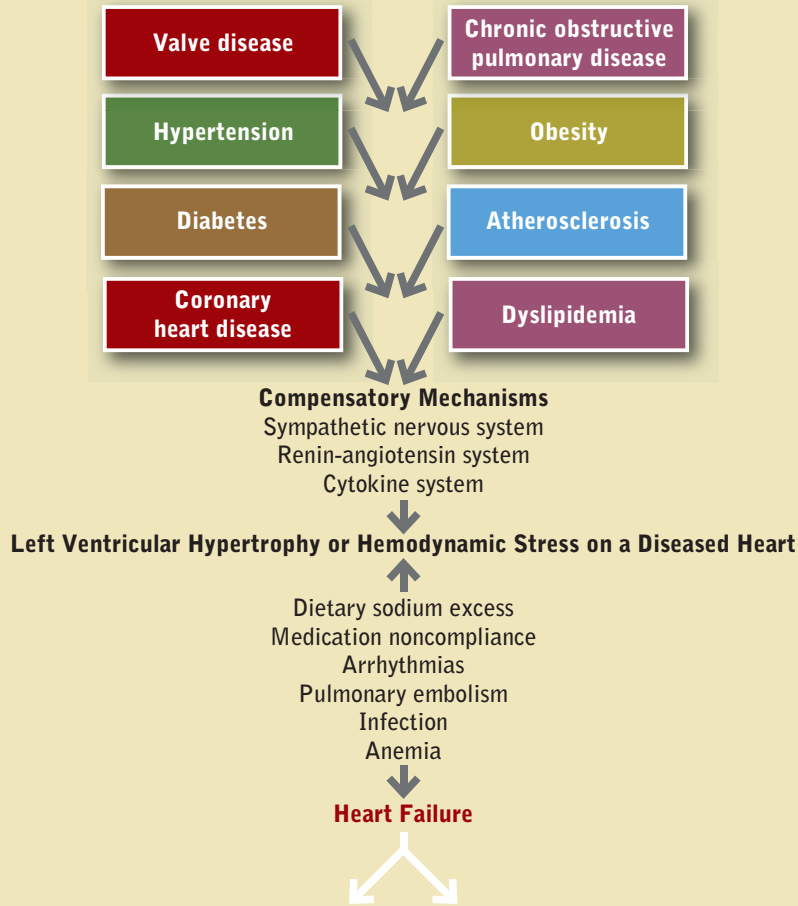 Valve disease
Chronic obstructive
pulmonary disease
Hypertension
Obesity
Diabetes
Atherosclerosis
Coronary
heart disease
Dyslipidemia
Compensatory Mechanisms
Sympathetic nervous system
Renin-angiotensin system
Cytokine system
Left Ventricular Hypertrophy or Hemodynamic Stress on a Diseased Heart
Dietary sodium excess
Medication noncompliance
Arrhythmias
Pulmonary embolism
Infection
Anemia
Heart Failure